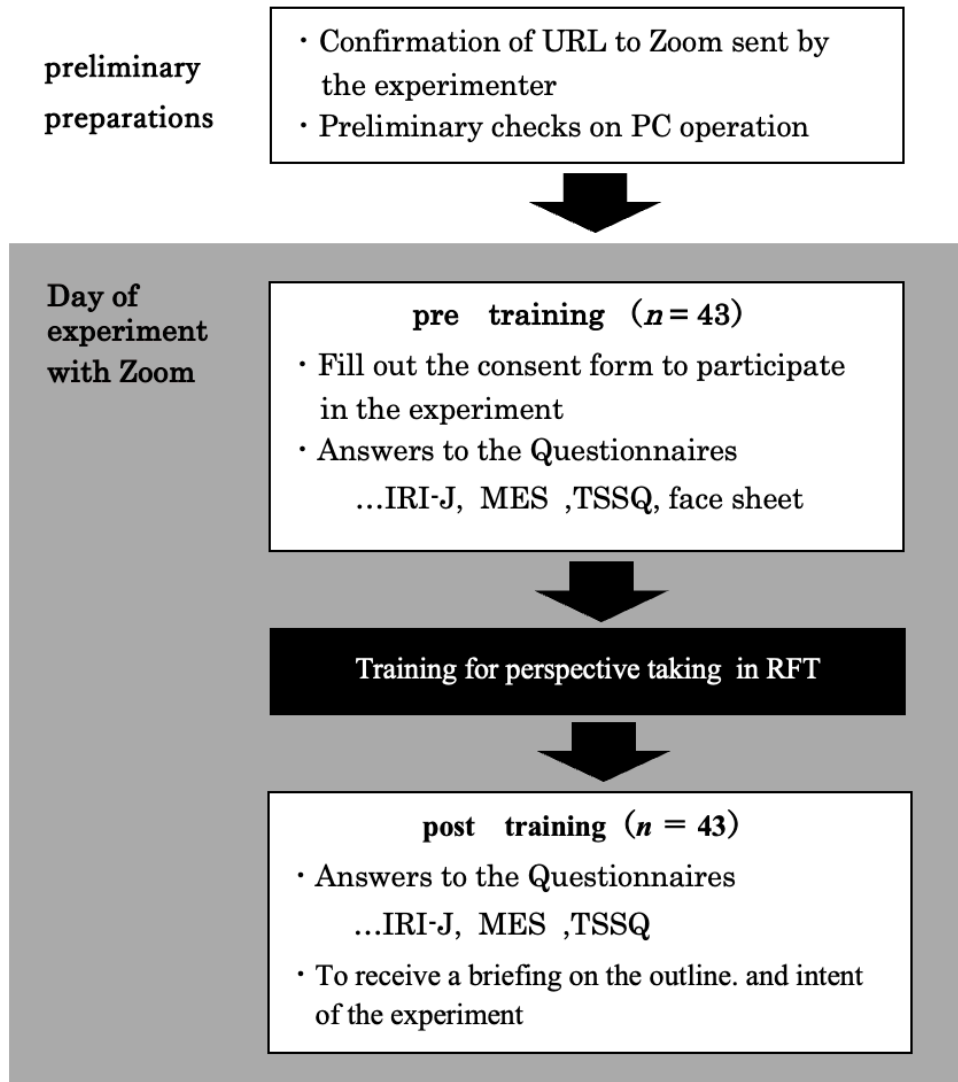 preliminary
preparations
・Confirmation of URL to Zoom sent by
the experimenter
・Preliminary checks on PC operation
Day of
experiment
with Zoom
pre training (n = 43)
・Fill out the consent form to participate
in the experiment
・Answers to the Questionnaires
…IRI-J, MES ,TSSQ, face sheet
Training for perspective taking in RFT
post training (n = 43)
・Answers to the Questionnaires
…IRI-J, MES ,TSSQ
・To receive a briefing on the outline. and intent
of the experiment